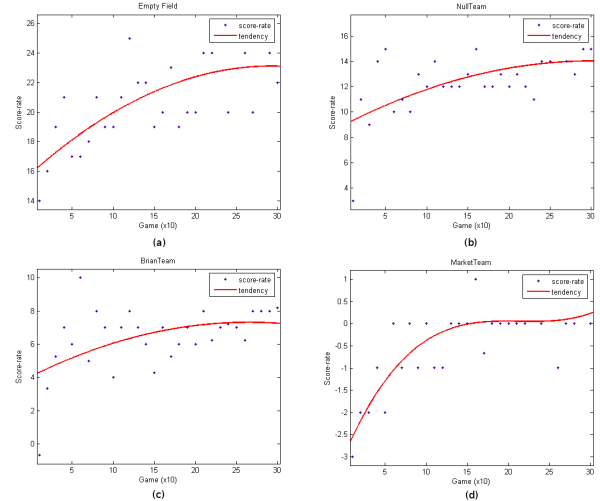 Empty Field
score-rate
tendency
26
24
22
20
18
16
14
Score-rate
5
10
15
20
25
30
Game (x10)
(a)
NullTeam
score-rate
tendency
16
14
12
10
8
6
4
Score-rate
5
10
15
20
25
30
Game (x10)
(b)
BrianTeam
score-rate
tendency
10
8
6
4
2
0
Score-rate
5
10
15
20
25
30
Game (x10)
(c)
MarketTeam
score-rate
tendency
1
0.5
0
-0.5
-1
-1.5
-2
-2.5
-3
Score-rate
5
10
15
20
25
30
Game (x10)
(d)